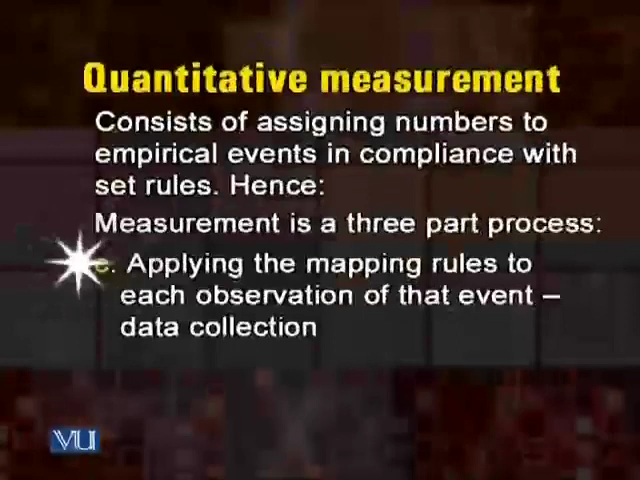 Quantitative measurement
Consists of assigning numbers to
empirical events in compliance with
set rules. Hence:
Measurement is a three part process:
c. Applying the mapping rules to
each observation of that event –
data collection
VU